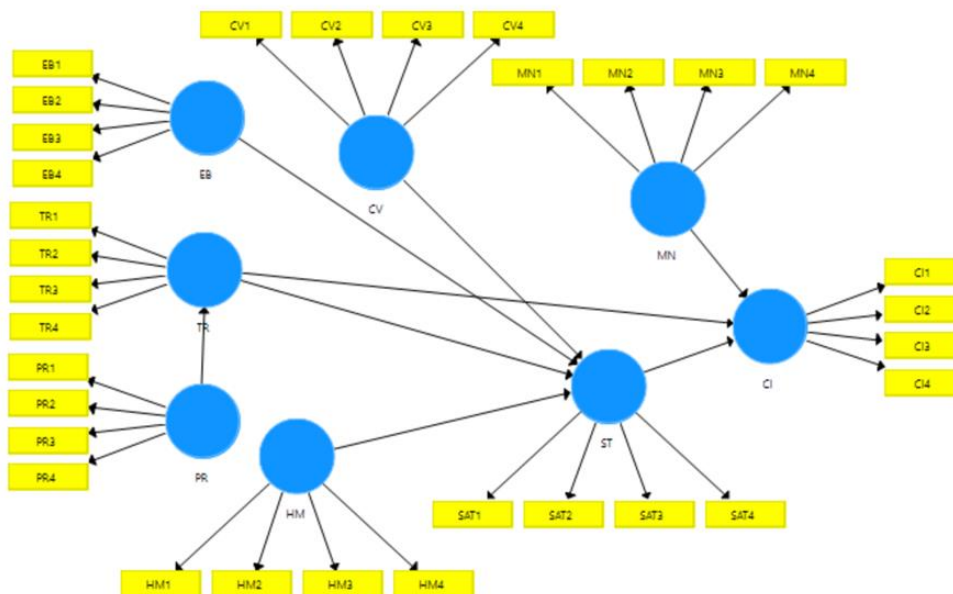 CV1
CV2
CV3
CV4
EB1
EB2
EB3
EB4
EB
CV
MN1
MN2
MN3
MN4
MN
TR1
TR2
TR3
TR4
TR
CI1
CI2
CI3
CI4
CI
PR1
PR2
PR3
PR4
PR
HM
ST
SAT1
SAT2
SAT3
SAT4
HM1
HM2
HM3
HM4